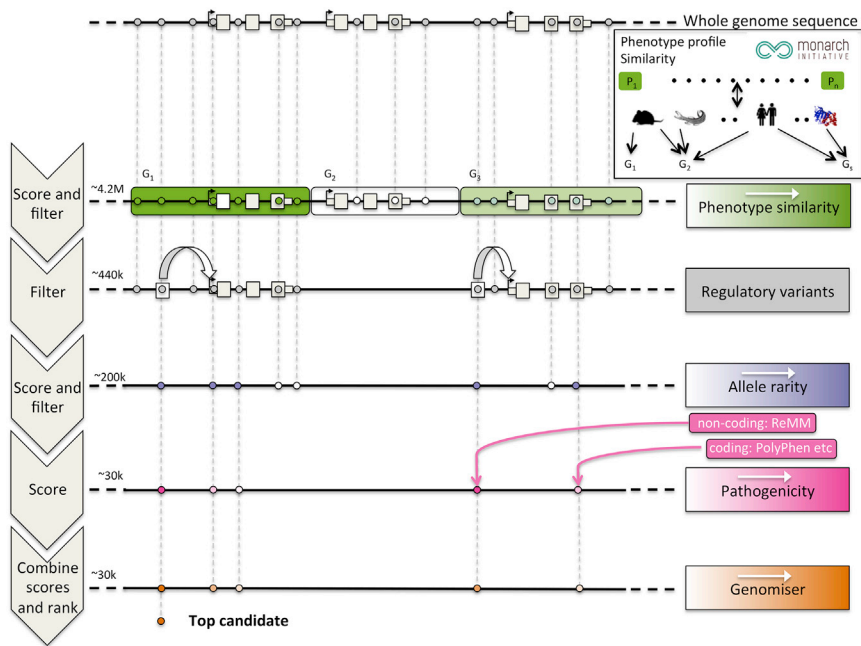 Whole genome sequence
Phenotype profile
Similarity
monarch
INITIATIVE
P1
Pn
G1
G2
Gs
G1
G2
G3
Score and
filter
~4.2M
Phenotype similarity
Filter
~440k
Regulatory variants
Score and
filter
~200k
Allele rarity
non-coding: ReMM
coding: PolyPhen etc
Score
~30k
Pathogenicity
Combine
scores
and rank
~30k
Genomiser
Top candidate